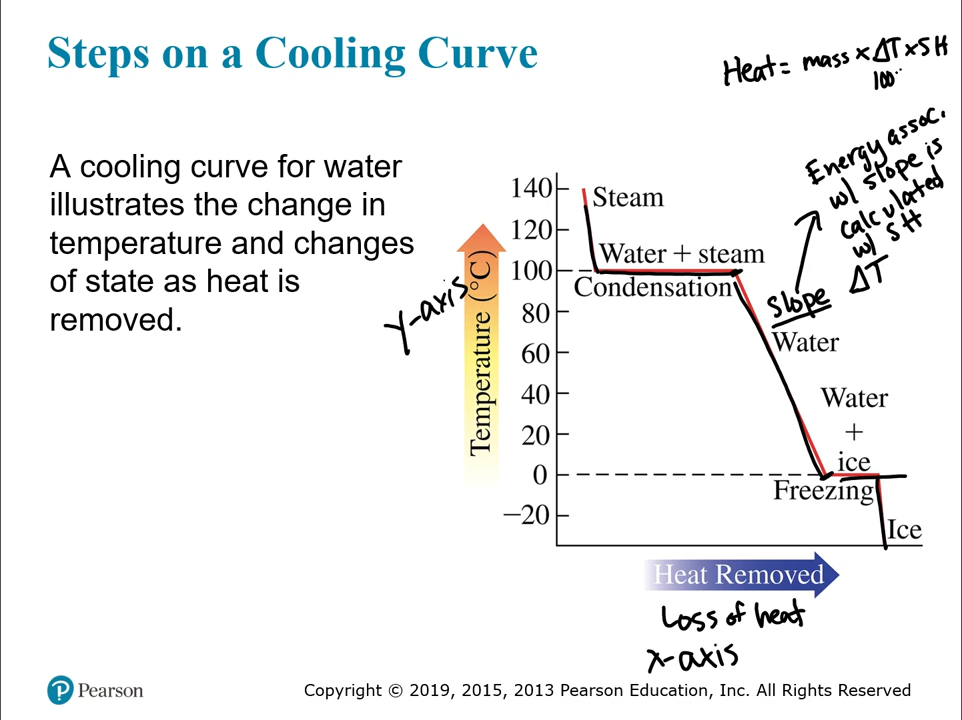 Steps on a Cooling Curve
Heat = mass × ΔT × SH
100..
A cooling curve for water
illustrates the change in
temperature and changes
of state as heat is
removed.
Energy assoc.
w/ slope is
calculated
w/ SH
ΔT
Y-axis
Temperature (°C)
140
120
100
80
60
40
20
0
−20
Steam
Water + steam
Condensation
Slope
Water
Water
+
ice
Freezing
Ice
Heat Removed
Loss of heat
x-axis
Pearson
Copyright © 2019, 2015, 2013 Pearson Education, Inc. All Rights Reserved